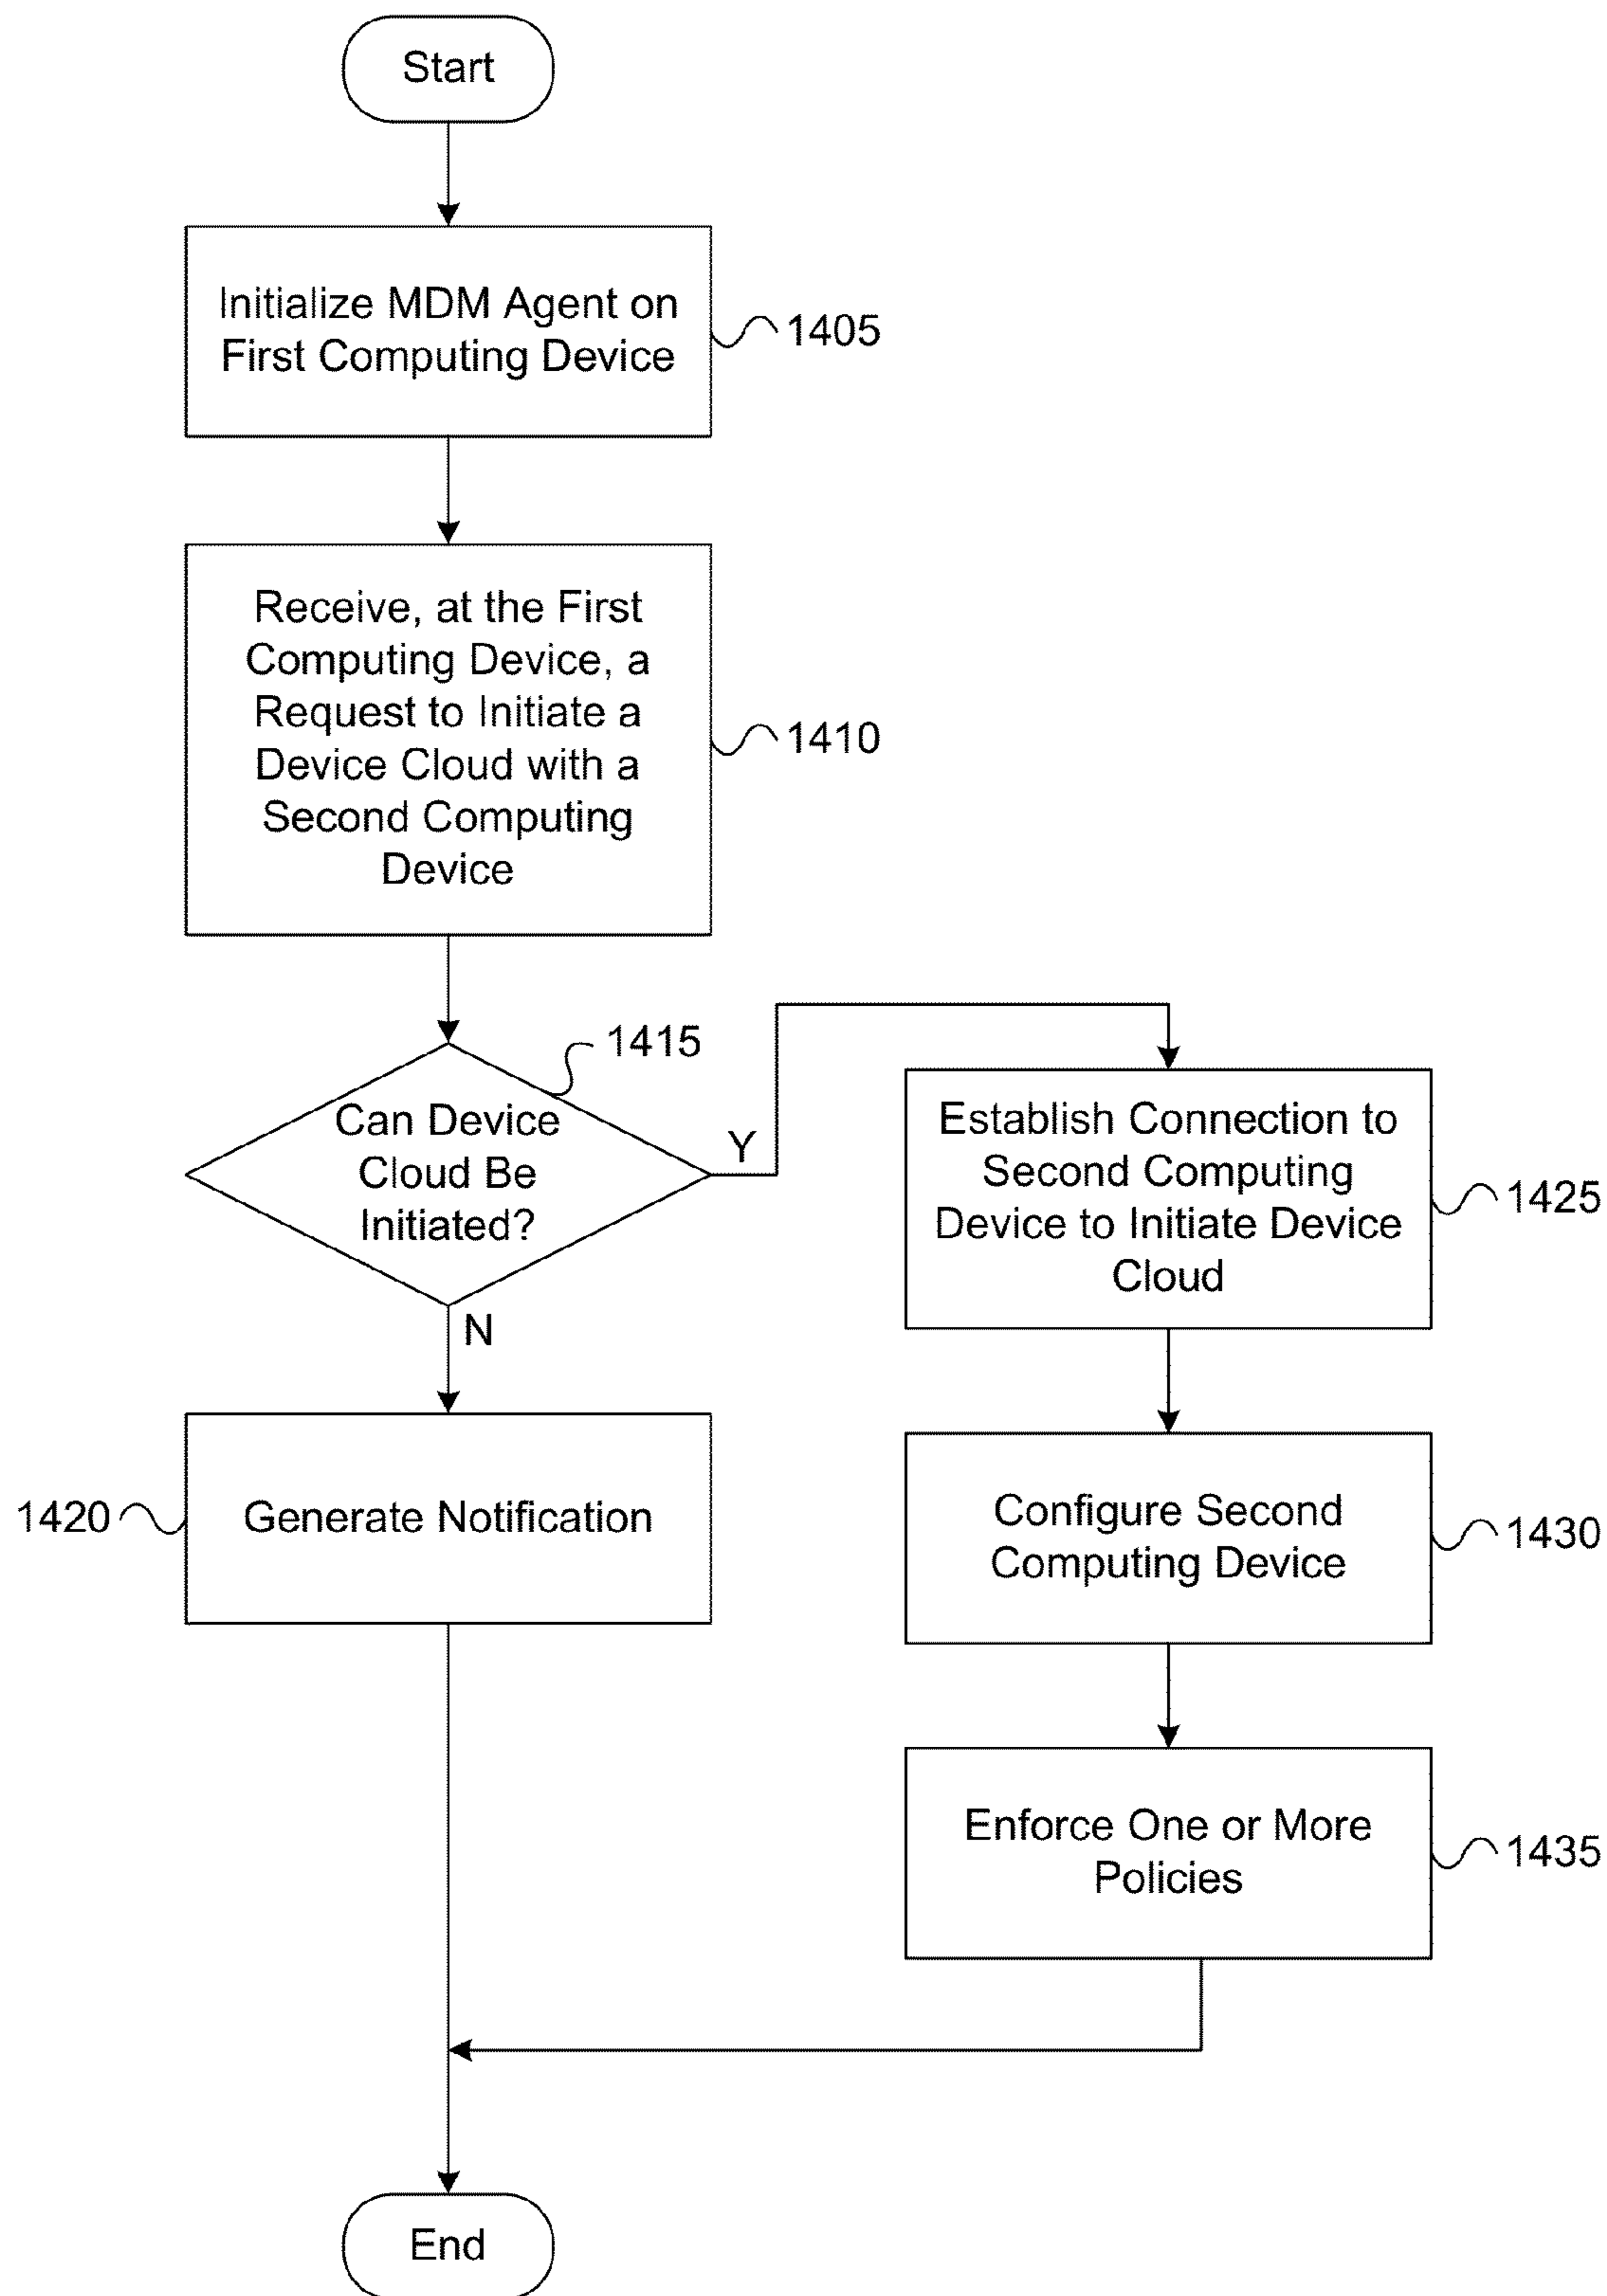 Start
Initialize MDM Agent on
First Computing Device
1405
Receive, at the First
Computing Device, a
Request to Initiate a
Device Cloud with a
Second Computing
Device
1410
1415
Can Device
Cloud Be
Initiated?
Y
N
Establish Connection to
Second Computing
Device to Initiate Device
Cloud
1425
1420
Generate Notification
Configure Second
Computing Device
1430
Enforce One or More
Policies
1435
End